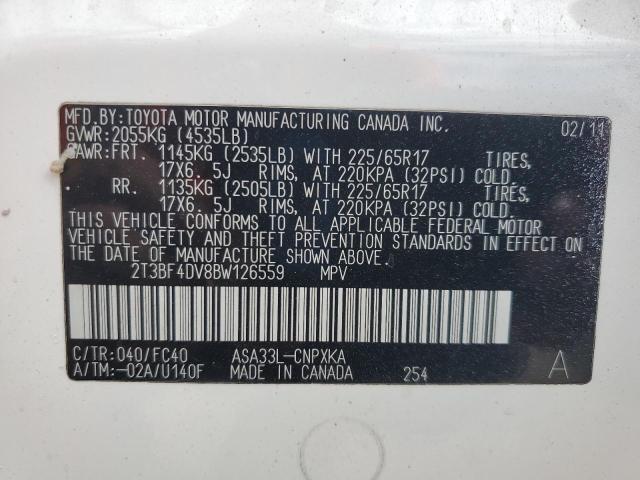 MFD.BY:TOYOTA MOTOR MANUFACTURING CANADA INC. 02/11
GVWR:2055KG (4535LB)
GAWR:FRT. 1145KG (2535LB) WITH 225/65R17 TIRES,
17X6. 5J RIMS, AT 220KPA (32PSI) COLD.
RR. 1135KG (2505LB) WITH 225/65R17 TIRES,
17X6. 5J RIMS, AT 220KPA (32PSI) COLD.
THIS VEHICLE CONFORMS TO ALL APPLICABLE FEDERAL MOTOR
VEHICLE SAFETY AND THEFT PREVENTION STANDARDS IN EFFECT ON
THE DATE OF MANUFACTURE SHOWN ABOVE.
2T3BF4DV8BW126559 MPV
C/TR:040/FC40 ASA33L-CNPXKA A
A/TM:-02A/U140F MADE IN CANADA 254